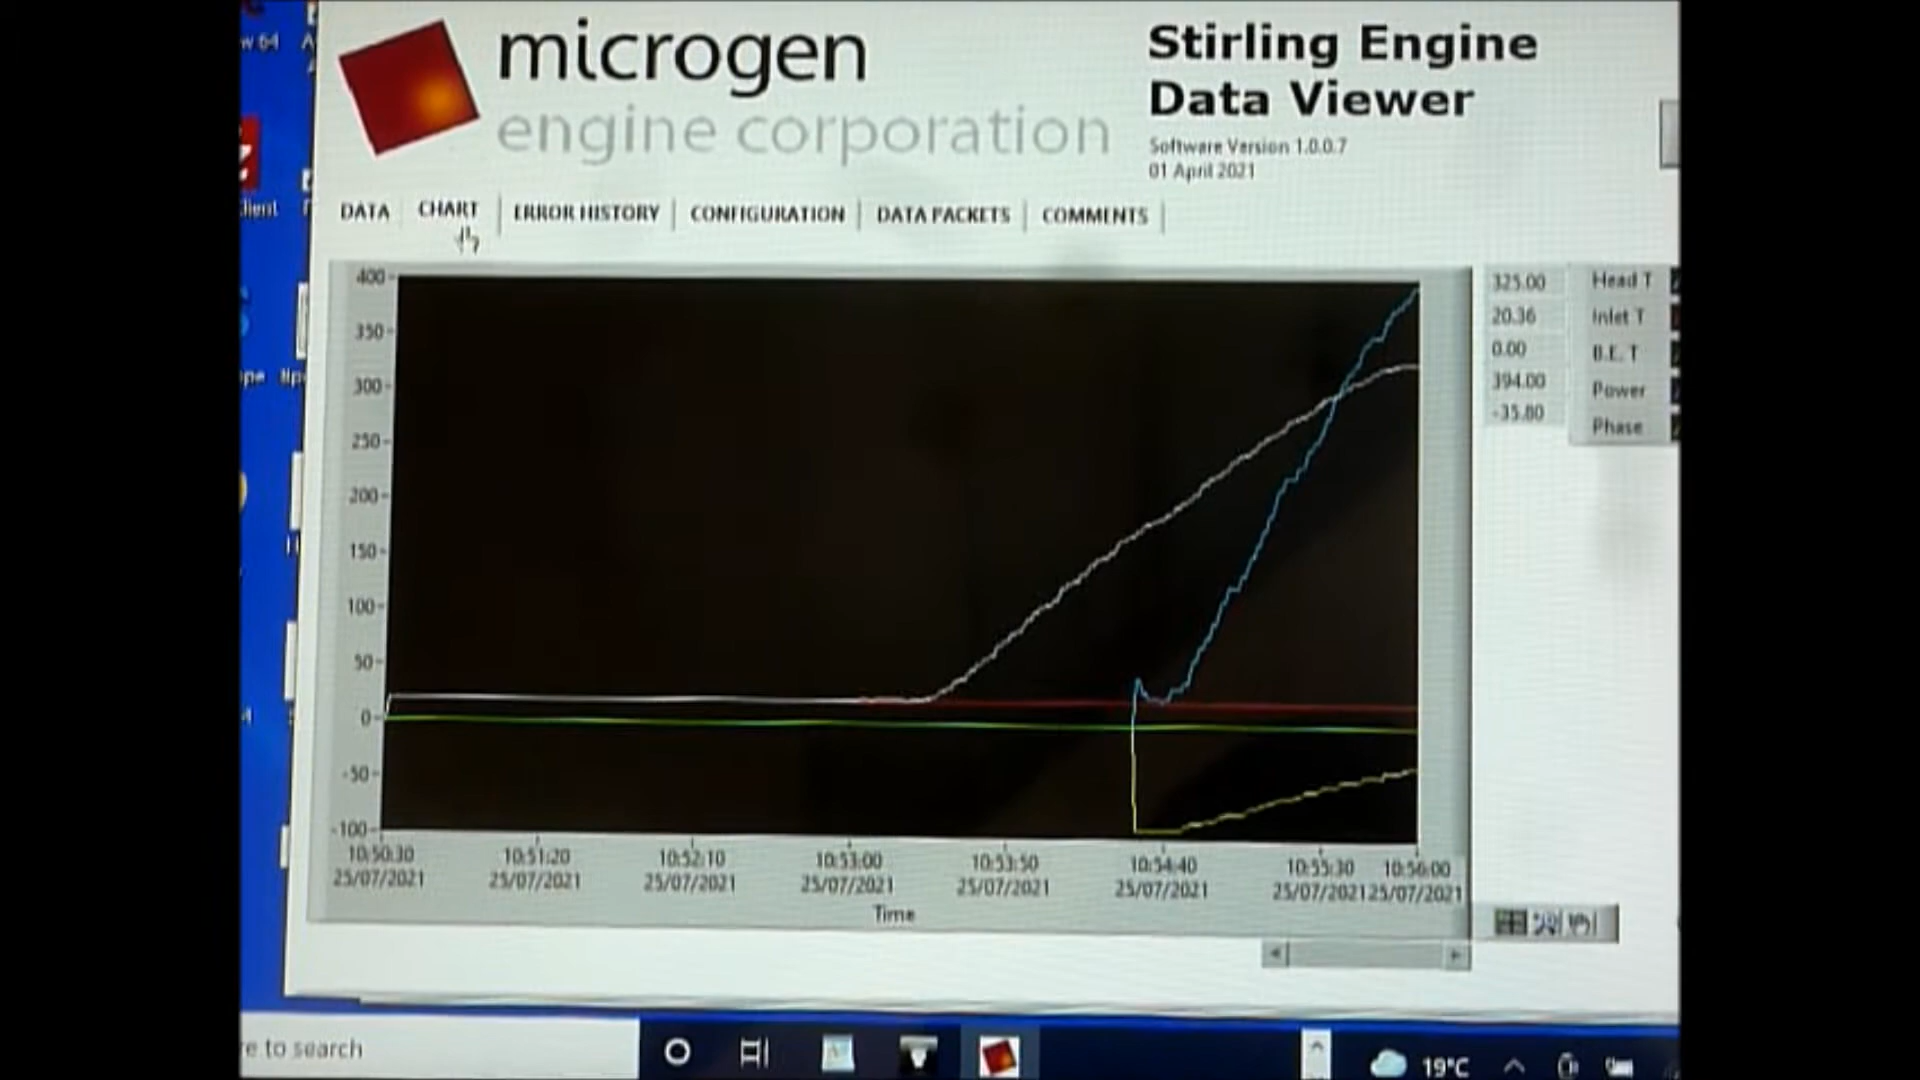 microgen
engine corporation
Stirling Engine
Data Viewer
Software Version 1.0.0.7
01 April 2021
DATA
CHART
ERROR HISTORY
CONFIGURATION
DATA PACKETS
COMMENTS
400
350
300
250
200
150
100
50
0
-50
-100
10:50:30
25/07/2021
10:51:20
25/07/2021
10:52:10
25/07/2021
10:53:00
25/07/2021
10:53:50
25/07/2021
10:54:40
25/07/2021
10:55:30
25/07/2021
10:56:00
25/07/2021
Time
325.00 Head T
20.36 Inlet T
0.00 B.E. T
394.00 Power
-35.80 Phase
w 64
lient
pe
e to search
19°C